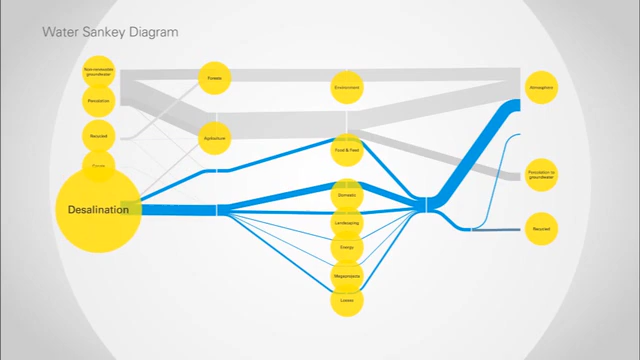 Water Sankey Diagram
Non-renewable
groundwater
Percolation
Recycled
Desalination
Forests
Agriculture
Environment
Food & Feed
Domestic
Landscaping
Energy
Megaprojects
Losses
Atmosphere
Percolation to
groundwater
Recycled